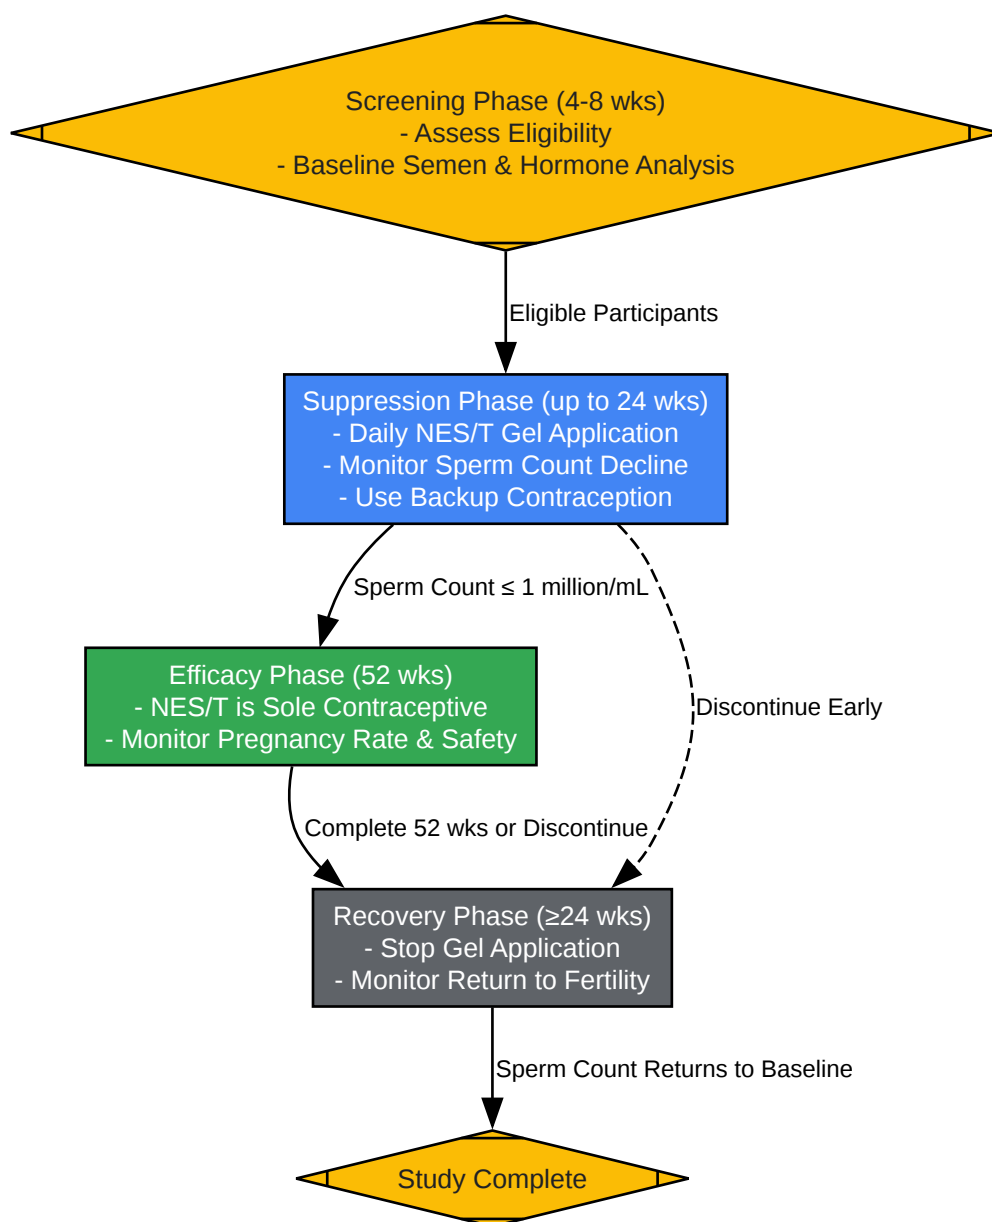 Screening Phase (4-8 wks)
- Assess Eligibility
- Baseline Semen & Hormone Analysis
Eligible Participants
Suppression Phase (up to 24 wks)
- Daily NES/T Gel Application
- Monitor Sperm Count Decline
- Use Backup Contraception
Sperm Count ≤ 1 million/mL
Efficacy Phase (52 wks)
- NES/T is Sole Contraceptive
- Monitor Pregnancy Rate & Safety
Discontinue Early
Complete 52 wks or Discontinue
Recovery Phase (≥24 wks)
- Stop Gel Application
- Monitor Return to Fertility
Sperm Count Returns to Baseline
Study Complete